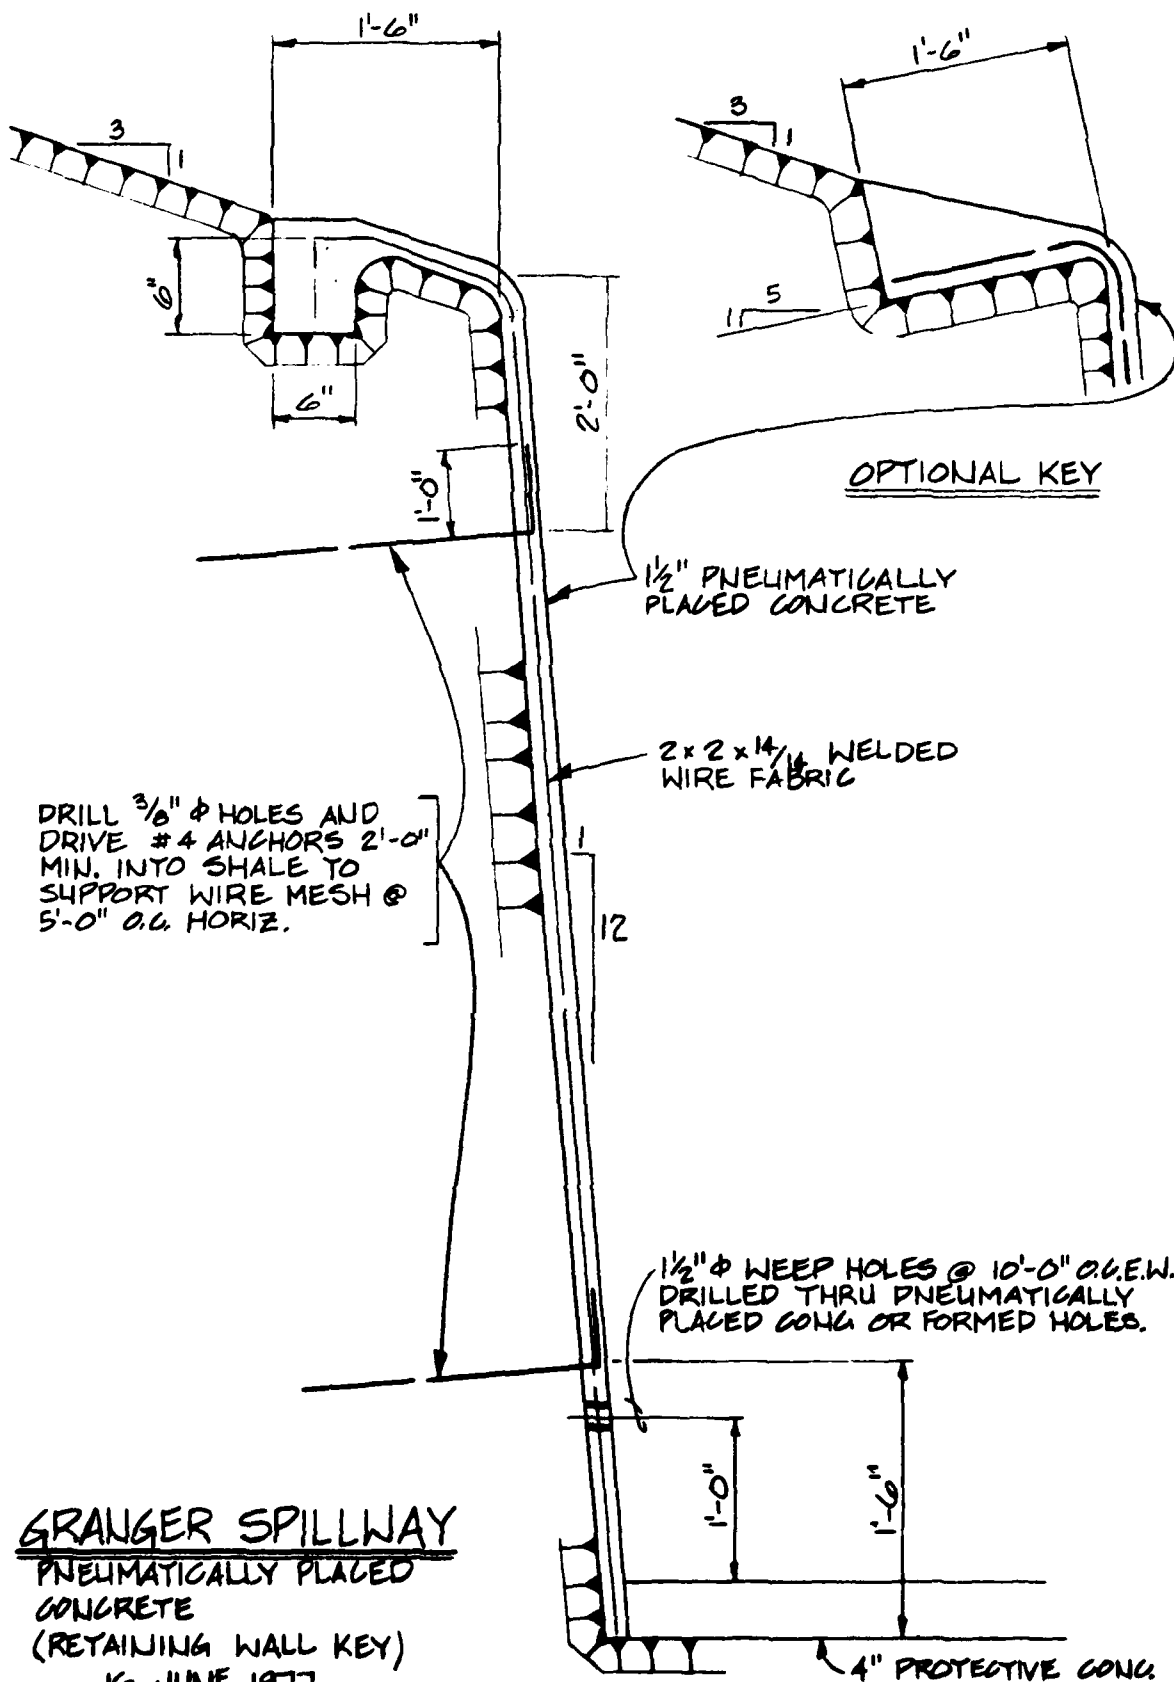 1'-6"
1'-6"
3
1
3
1
6"
6"
5
1
2'-0"
1'-0"
OPTIONAL KEY
1½" PNEUMATICALLY
PLACED CONCRETE
2 x 2 x 14/14 WELDED
WIRE FABRIC
DRILL 3/8" Φ HOLES AND
DRIVE #4 ANCHORS 2'-0"
MIN. INTO SHALE TO
SUPPORT WIRE MESH @
5'-0" O.C. HORIZ.
1
12
1½" Φ WEEP HOLES @ 10'-0" O.C.E.W.
DRILLED THRU PNEUMATICALLY
PLACED CONC OR FORMED HOLES.
1'-0"
1'-6"
GRANGER SPILLWAY
PNEUMATICALLY PLACED
CONCRETE
(RETAINING WALL KEY)
JUNE 1977
4" PROTECTIVE CONC.